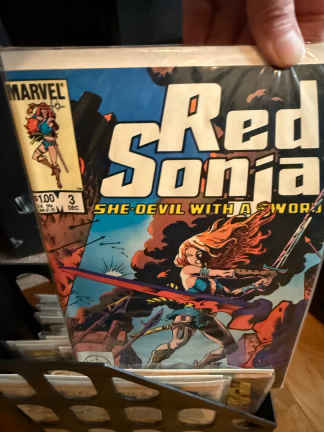 MARVEL
Red
Sonja
SHE-DEVIL WITH A SWORD
$1.00
3
DEC